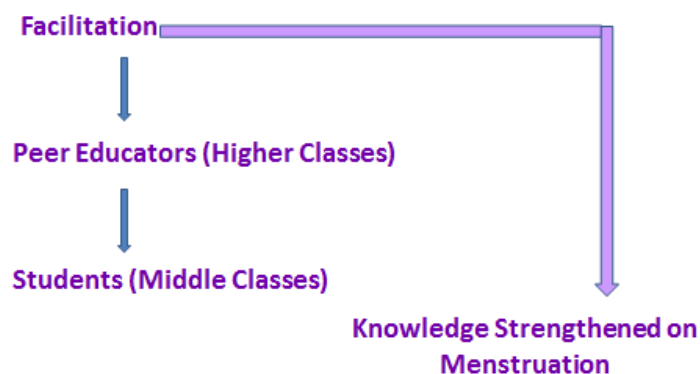 Facilitation
Peer Educators (Higher Classes)
Students (Middle Classes)
Knowledge Strengthened on
Menstruation